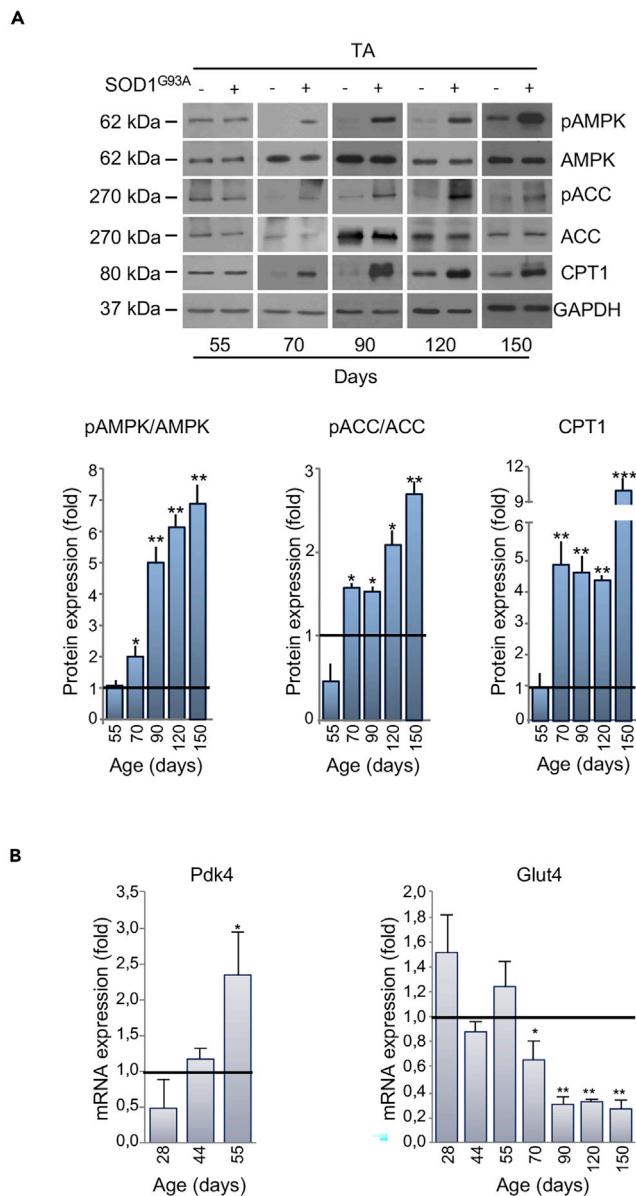 A
TA
SOD1G93A - + - + - + - + - +
62 kDa pAMPK
62 kDa AMPK
270 kDa pACC
270 kDa ACC
80 kDa CPT1
37 kDa GAPDH
55 70 90 120 150
Days
pAMPK/AMPK
Protein expression (fold)
8
7
6
5
4
3
2
1
0
* ** ** **
55 70 90 120 150
Age (days)
pACC/ACC
Protein expression (fold)
3
2
1
0
* * * **
55 70 90 120 150
Age (days)
CPT1
Protein expression (fold)
12
9
6
4
2
1
0
** ** ** ***
55 70 90 120 150
Age (days)
B
Pdk4
mRNA expression (fold)
3,5
3,0
2,5
2,0
1,5
1,0
0,5
0,0
*
28 44 55
Age (days)
Glut4
mRNA expression (fold)
2,0
1,8
1,6
1,4
1,2
1,0
0,8
0,6
0,4
0,2
0,0
* ** ** **
28 44 55 70 90 120 150
Age (days)